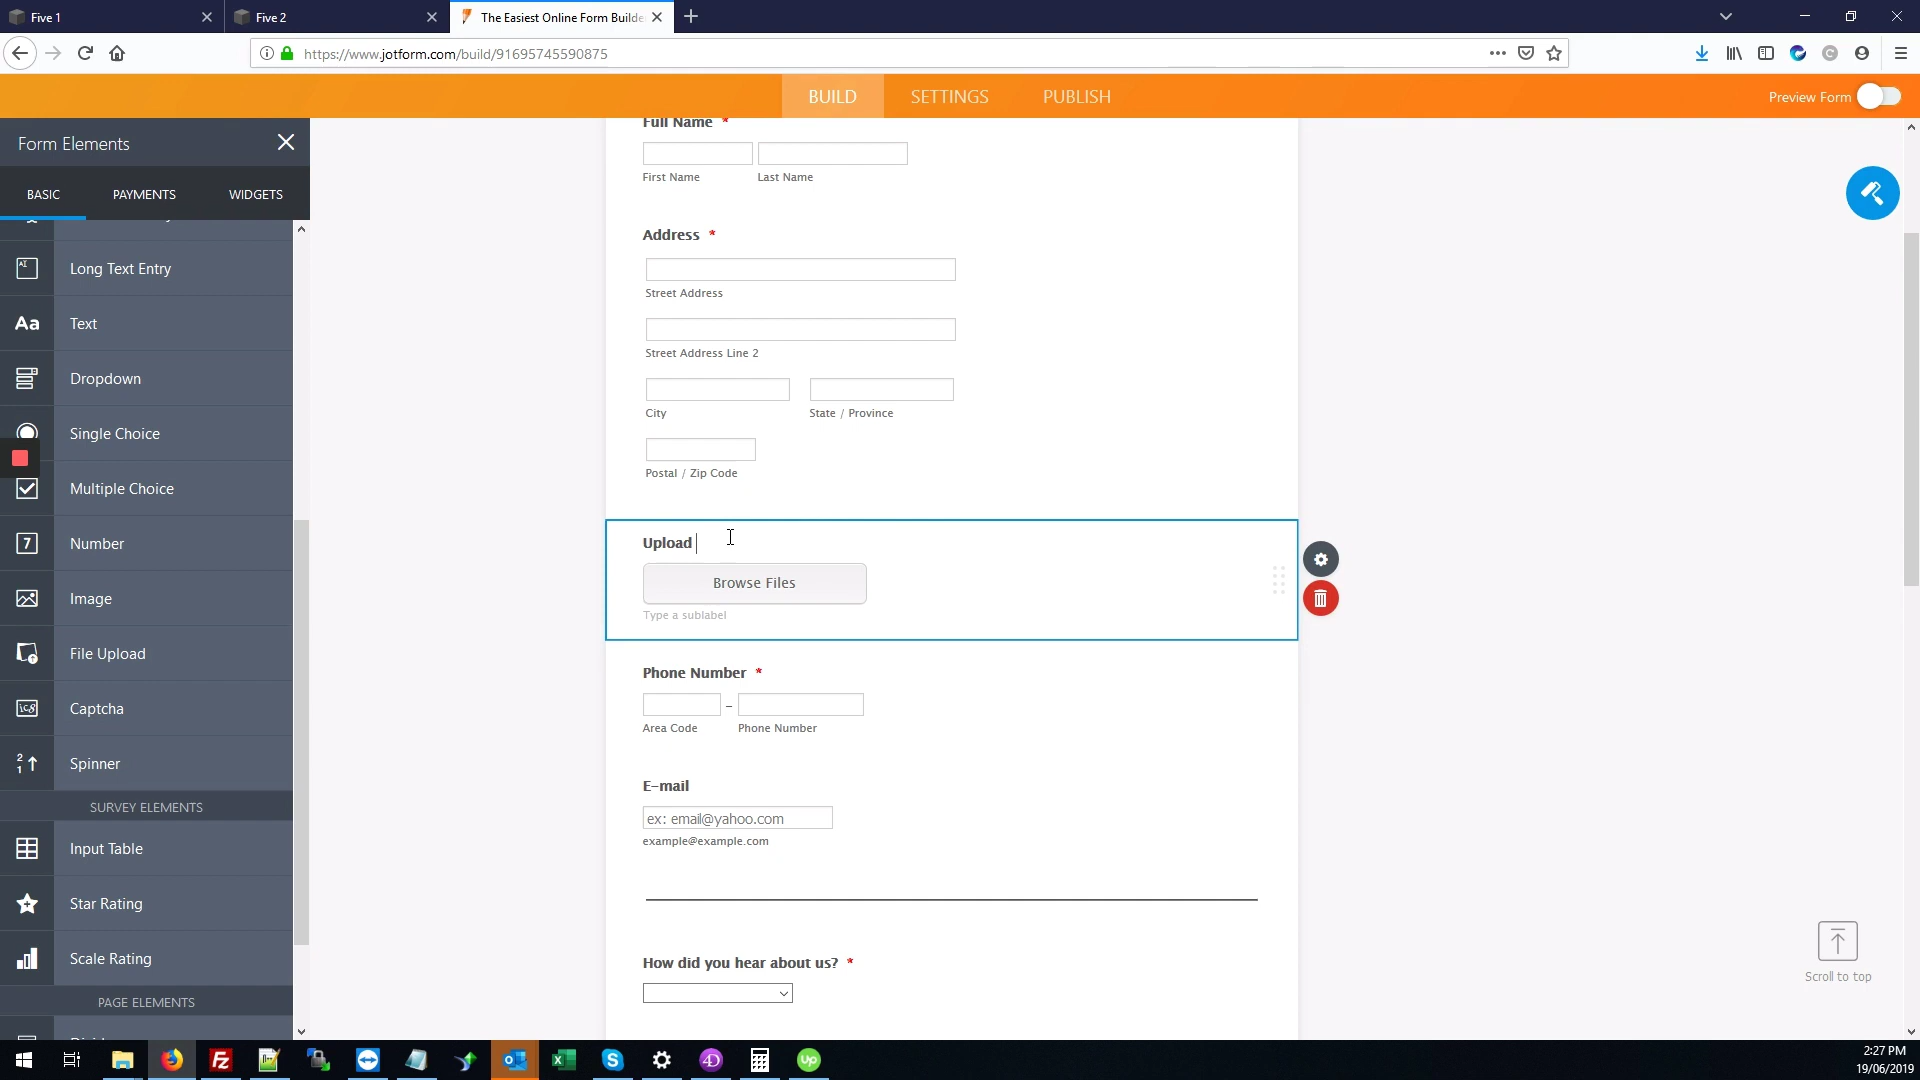 Five 1
Five 2
The Easiest Online Form Builde
https://www.jotform.com/build/91695745590875
BUILD
SETTINGS
PUBLISH
Preview Form
Form Elements
BASIC
PAYMENTS
WIDGETS
Long Text Entry
Aa
Text
Dropdown
Single Choice
Multiple Choice
7
Number
Image
File Upload
Captcha
2
1
Spinner
SURVEY ELEMENTS
Input Table
Star Rating
Scale Rating
PAGE ELEMENTS
Full Name *
First Name
Last Name
Address *
Street Address
Street Address Line 2
City
State / Province
Postal / Zip Code
Upload
Browse Files
Type a sublabel
Phone Number *
-
Area Code
Phone Number
E-mail
ex: email@yahoo.com
example@example.com
How did you hear about us? *
Scroll to top
2:27 PM
19/06/2019